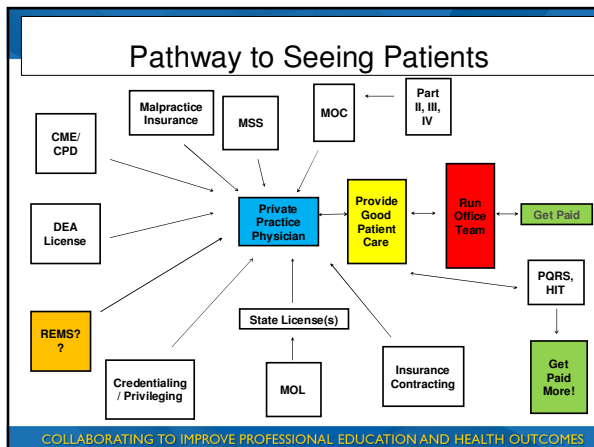 Pathway to Seeing Patients
Malpractice
Insurance
MSS
MOC
Part
II, III,
IV
CME/
CPD
Private
Practice
Physician
Provide
Good
Patient
Care
Run
Office
Team
Get Paid
DEA
License
PQRS,
HIT
REMS?
?
State License(s)
Credentialing
/ Privileging
MOL
Insurance
Contracting
Get
Paid
More!
COLLABORATING TO IMPROVE PROFESSIONAL EDUCATION AND HEALTH OUTCOMES